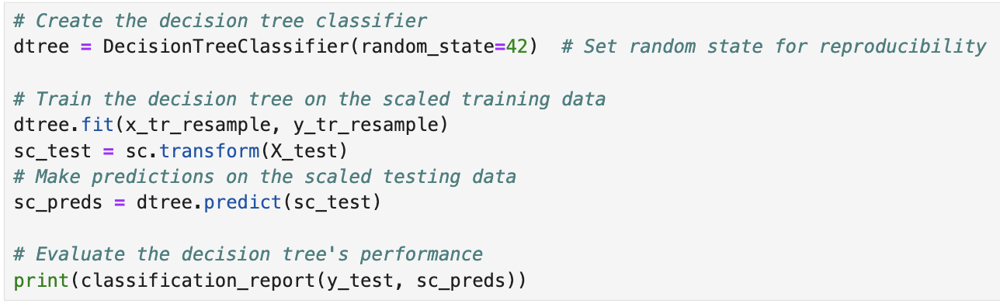 # Create the decision tree classifier
dtree = DecisionTreeClassifier(random_state=42)  # Set random state for reproducibility
# Train the decision tree on the scaled training data
dtree.fit(x_tr_resample, y_tr_resample)
sc_test = sc.transform(X_test)
# Make predictions on the scaled testing data
sc_preds = dtree.predict(sc_test)
# Evaluate the decision tree's performance
print(classification_report(y_test, sc_preds))